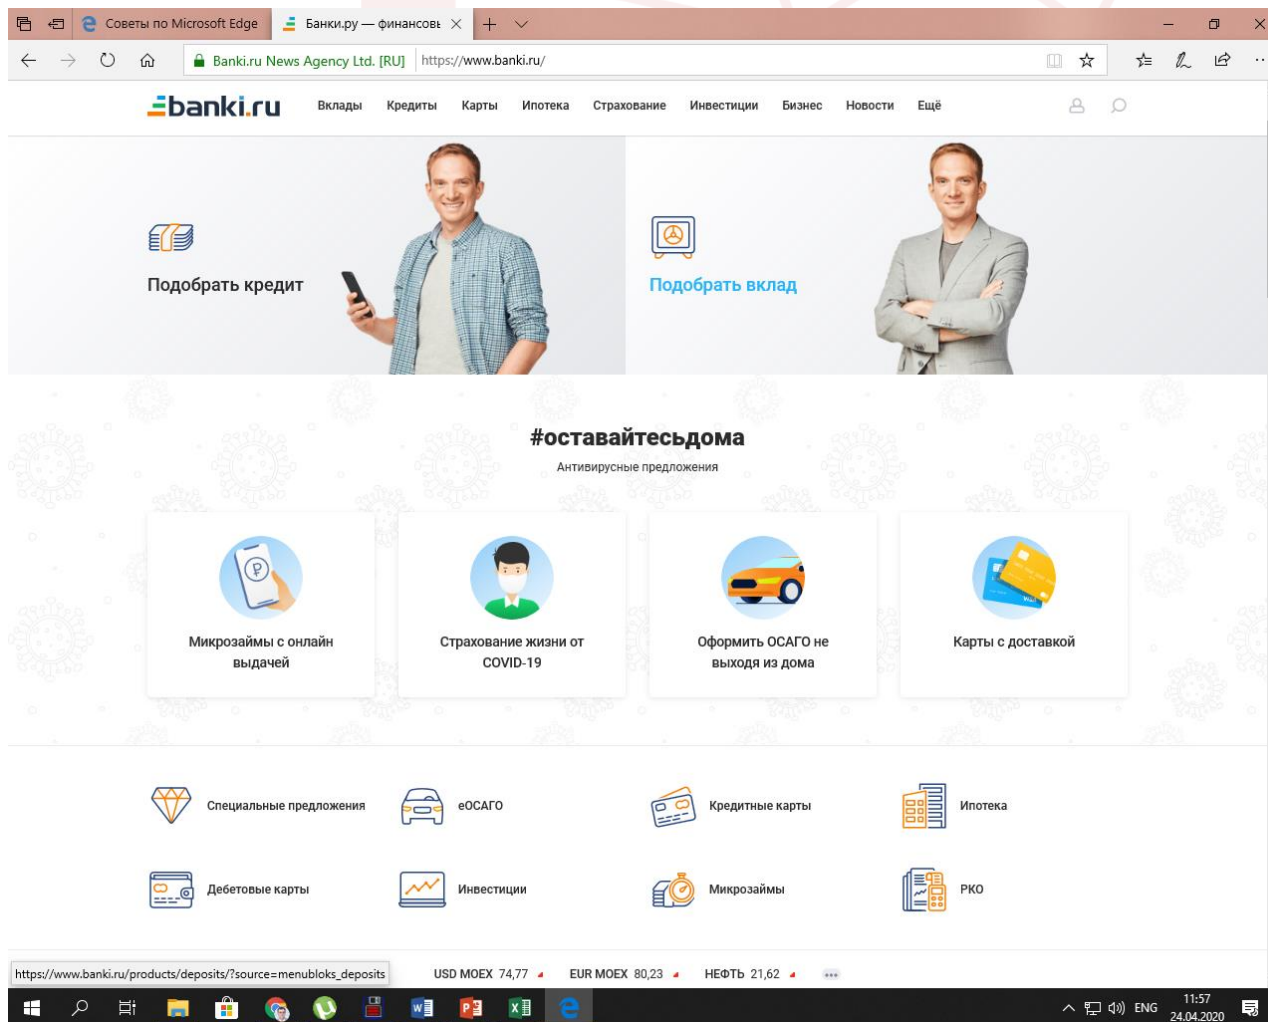 Советы по Microsoft Edge
Банки.ру — финансовь
Banki.ru News Agency Ltd. [RU] https://www.banki.ru/
banki.ru Вклады Кредиты Карты Ипотека Страхование Инвестиции Бизнес Новости Ещё
Подобрать кредит
Подобрать вклад
#оставайтесьдома
Антивирусные предложения
Микрозаймы с онлайн
выдачей
Страхование жизни от
COVID-19
Оформить ОСАГО не
выходя из дома
Карты с доставкой
Специальные предложения
еОСАГО
Кредитные карты
Ипотека
Дебетовые карты
Инвестиции
Микрозаймы
РКО
https://www.banki.ru/products/deposits/?source=menubloks_deposits
USD MOEX 74,77 EUR MOEX 80,23 НЕФТЬ 21,62
ENG
11:57
24.04.2020